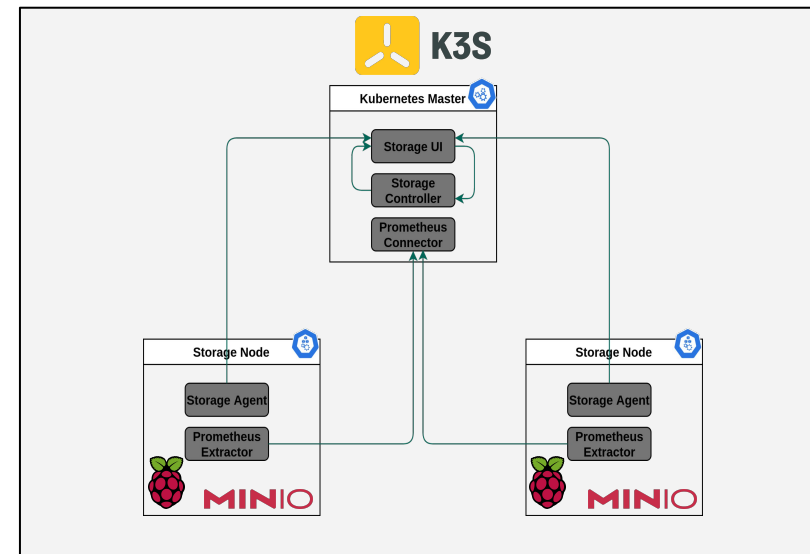 K3S
Kubernetes Master
Storage UI
Storage
Controller
Prometheus
Connector
Storage Node
Storage Agent
Prometheus
Extractor
MINIO
Storage Node
Storage Agent
Prometheus
Extractor
MINIO